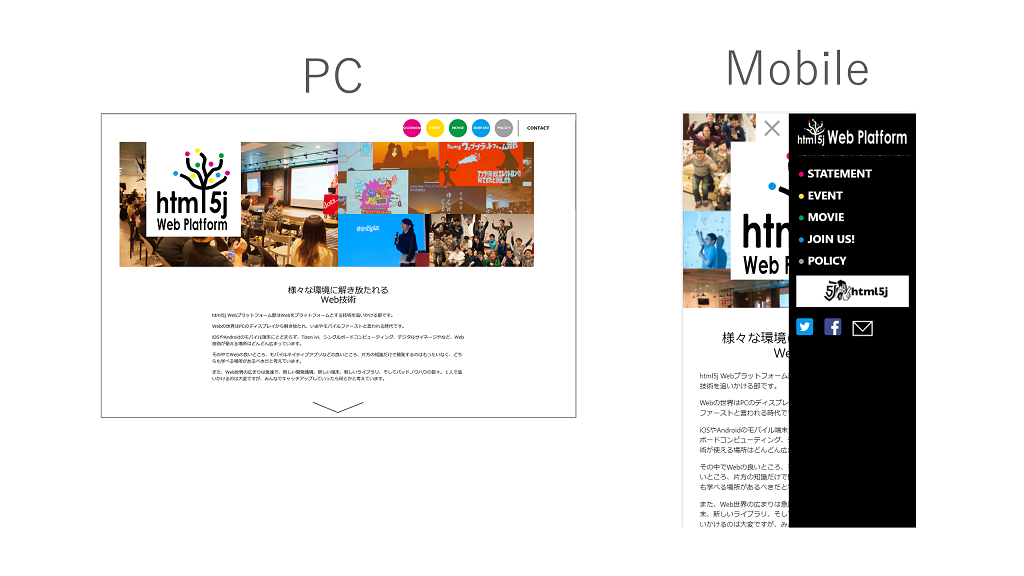 PC
Mobile
STATEMENT
EVENT
MOVIE
JOIN US!
POLICY
CONTACT
html5j
Web Platform
#html5plat
様々な環境に解き放たれる
Web技術
html5j Webプラットフォーム部はWebをプラットフォームとする技術を追いかける部です。
Webの世界はPCのディスプレイから解き放たれ、いまやモバイルファーストと言われる時代です。
iOSやAndroidのモバイル端末にとどまらず、Tizen IVI、シングルボードコンピューティング、デジタルサイネージやなど、Web
技術が使える場所はどんどん広まっています。
その中でWebの良いところ、モバイルネイティブアプリなどの良いところ、片方の知識だけで開発するのはもったいなく、どち
らも学べる場所があるべきだと考えています。
また、Web世界の広まりは急速で、新しい開発環境、新しい端末、新しいライブラリ、そしてバッドノウハウの数々。1人で追
いかけるのは大変ですが、みんなでキャッチアップしていったら何とかと考えています。
html5j Web Platform
STATEMENT
EVENT
MOVIE
JOIN US!
POLICY
html5j
htm
Web P
様々な環境
We
html5j Webプラットフォーム
技術を追いかける部です。
Webの世界はPCのディスプレ
ファーストと言われる時代で
iOSやAndroidのモバイル端末
ボードコンピューティング、
術が使える場所はどんどん広
その中でWebの良いところ、
いところ、片方の知識だけで
も学べる場所があるべきだと
また、Web世界の広まりは急
末、新しいライブラリ、そし
いかけるのは大変ですが、み